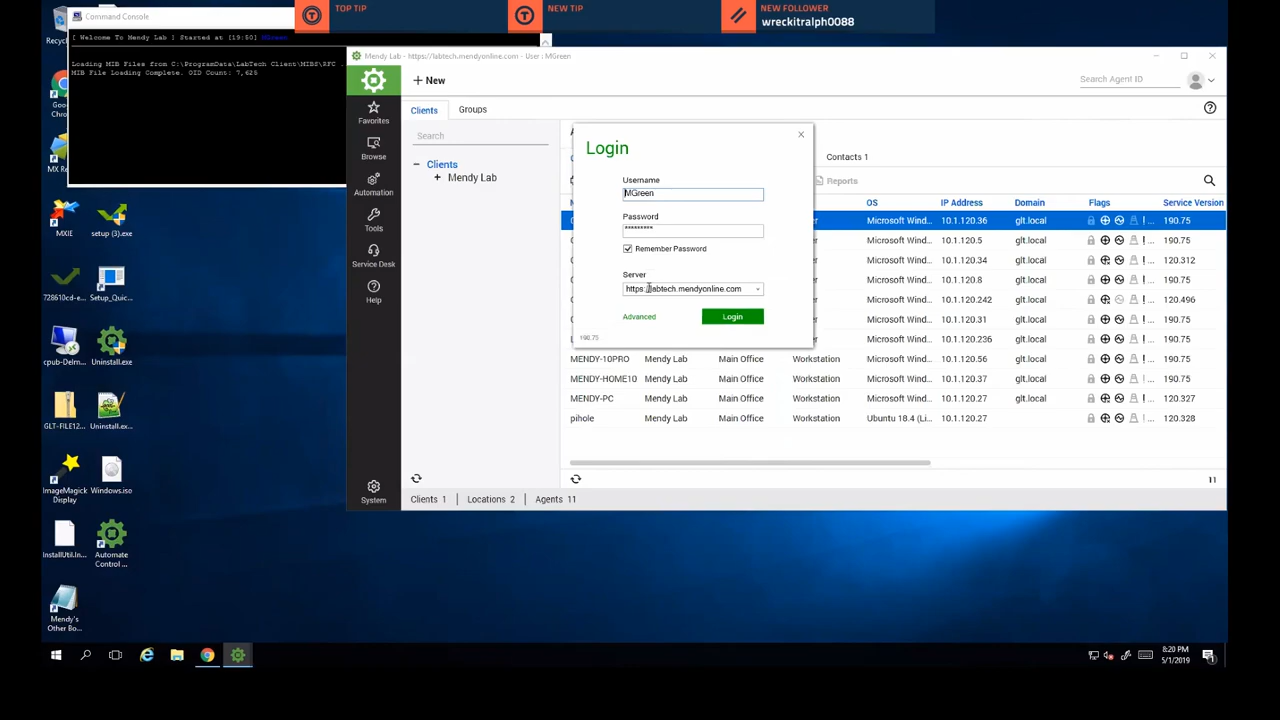 TOP TIP
NEW TIP
NEW FOLLOWER
wreckitralph0088
Command Console
[ Welcome To Mendy Lab ] Started at [19:50] MGreen
Loading MIB Files from C:\ProgramData\LabTech Client\MIBS\RFC ..
MIB File Loading Complete. OID Count: 7,625
Mendy Lab - https://labtech.mendyonline.com - User : MGreen
New
Search Agent ID
Clients
Groups
Search
Clients
Mendy Lab
Favorites
Browse
Automation
Tools
Service Desk
Help
System
Contacts 1
Reports
OS
IP Address
Domain
Flags
Service Version
Microsoft Wind... 10.1.120.36 glt.local ... 190.75
Microsoft Wind... 10.1.120.5 glt.local ... 190.75
Microsoft Wind... 10.1.120.34 glt.local ... 120.312
Microsoft Wind... 10.1.120.8 glt.local ... 190.75
Microsoft Wind... 10.1.120.242 glt.local ... 120.496
Microsoft Wind... 10.1.120.31 glt.local ... 190.75
Microsoft Wind... 10.1.120.236 glt.local ... 190.75
MENDY-10PRO Mendy Lab Main Office Workstation Microsoft Wind... 10.1.120.56 glt.local ... 190.75
MENDY-HOME10 Mendy Lab Main Office Workstation Microsoft Wind... 10.1.120.37 glt.local ... 190.75
MENDY-PC Mendy Lab Main Office Workstation Microsoft Wind... 10.1.120.27 glt.local ... 120.327
pihole Mendy Lab Main Office Workstation Ubuntu 18.4 (Li... 10.1.120.27 ... 120.328
11
Clients 1
Locations 2
Agents 11
Login
Username
MGreen
Password
*********
Remember Password
Server
https://labtech.mendyonline.com
Advanced
Login
190.75
setup (3).exe
MXIE
728610cd-e...
Setup_Quic...
Uninstall.exe
GLT-FILE12...
Uninstall.ex...
ImageMagick Display
Windows.iso
InstallUtil.In...
Automate Control ...
Mendy's Other Bo...
8:20 PM
5/1/2019